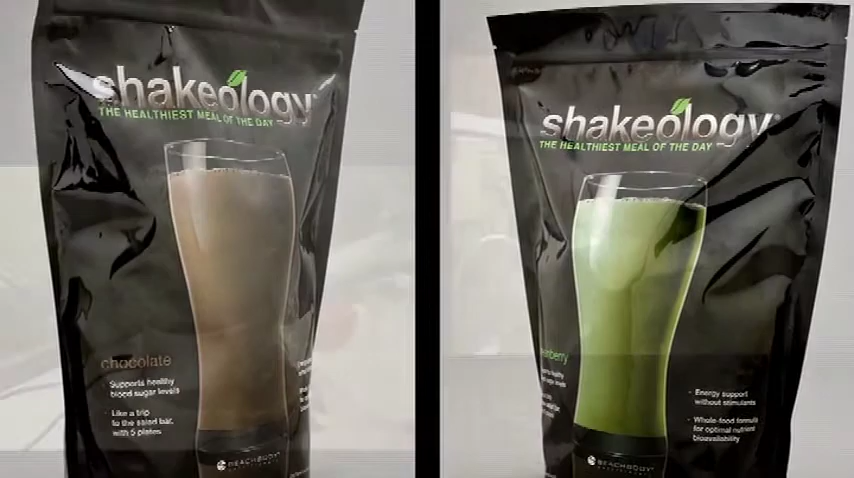 shakeology
THE HEALTHIEST MEAL OF THE DAY
chocolate
Supports healthy
blood sugar levels
Like a trip
to the salad bar,
with 5 plates
BEACHBODY
shakeology
THE HEALTHIEST MEAL OF THE DAY
Energy support
without stimulants
Whole-food formula
for optimal nutrient
bioavailability
BEACHBODY